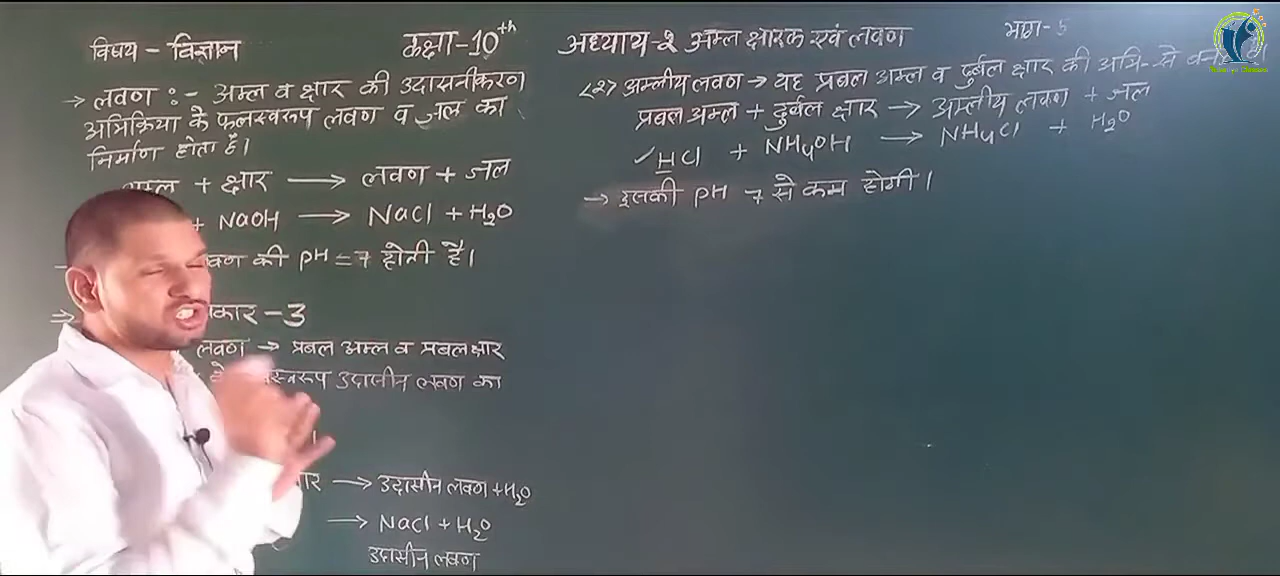 विषय - विज्ञान
कक्षा - 10th
अध्याय-2 अम्ल क्षारक एवं लवण
भाग-5
→ लवण :- अम्ल व क्षार की उदासीनीकरण
अभिक्रिया के फलस्वरूप लवण व जल का
निर्माण होता है।
अम्ल + क्षार → लवण + जल
+ NaOH → NaCl + H2O
लवण की pH = 7 होती है।
⇒ प्रकार - 3
लवण → प्रबल अम्ल व प्रबल क्षार
उदासीन लवण का
→ उदासीन लवण + H2O
→ NaCl + H2O
उदासीन लवण
(2) अम्लीय लवण → यह प्रबल अम्ल व दुर्बल क्षार की अभि- से
प्रबल अम्ल + दुर्बल क्षार → अम्लीय लवण + जल
✓ HCl + NH4OH → NH4Cl + H2O
→ इसकी pH 7 से कम होगी।